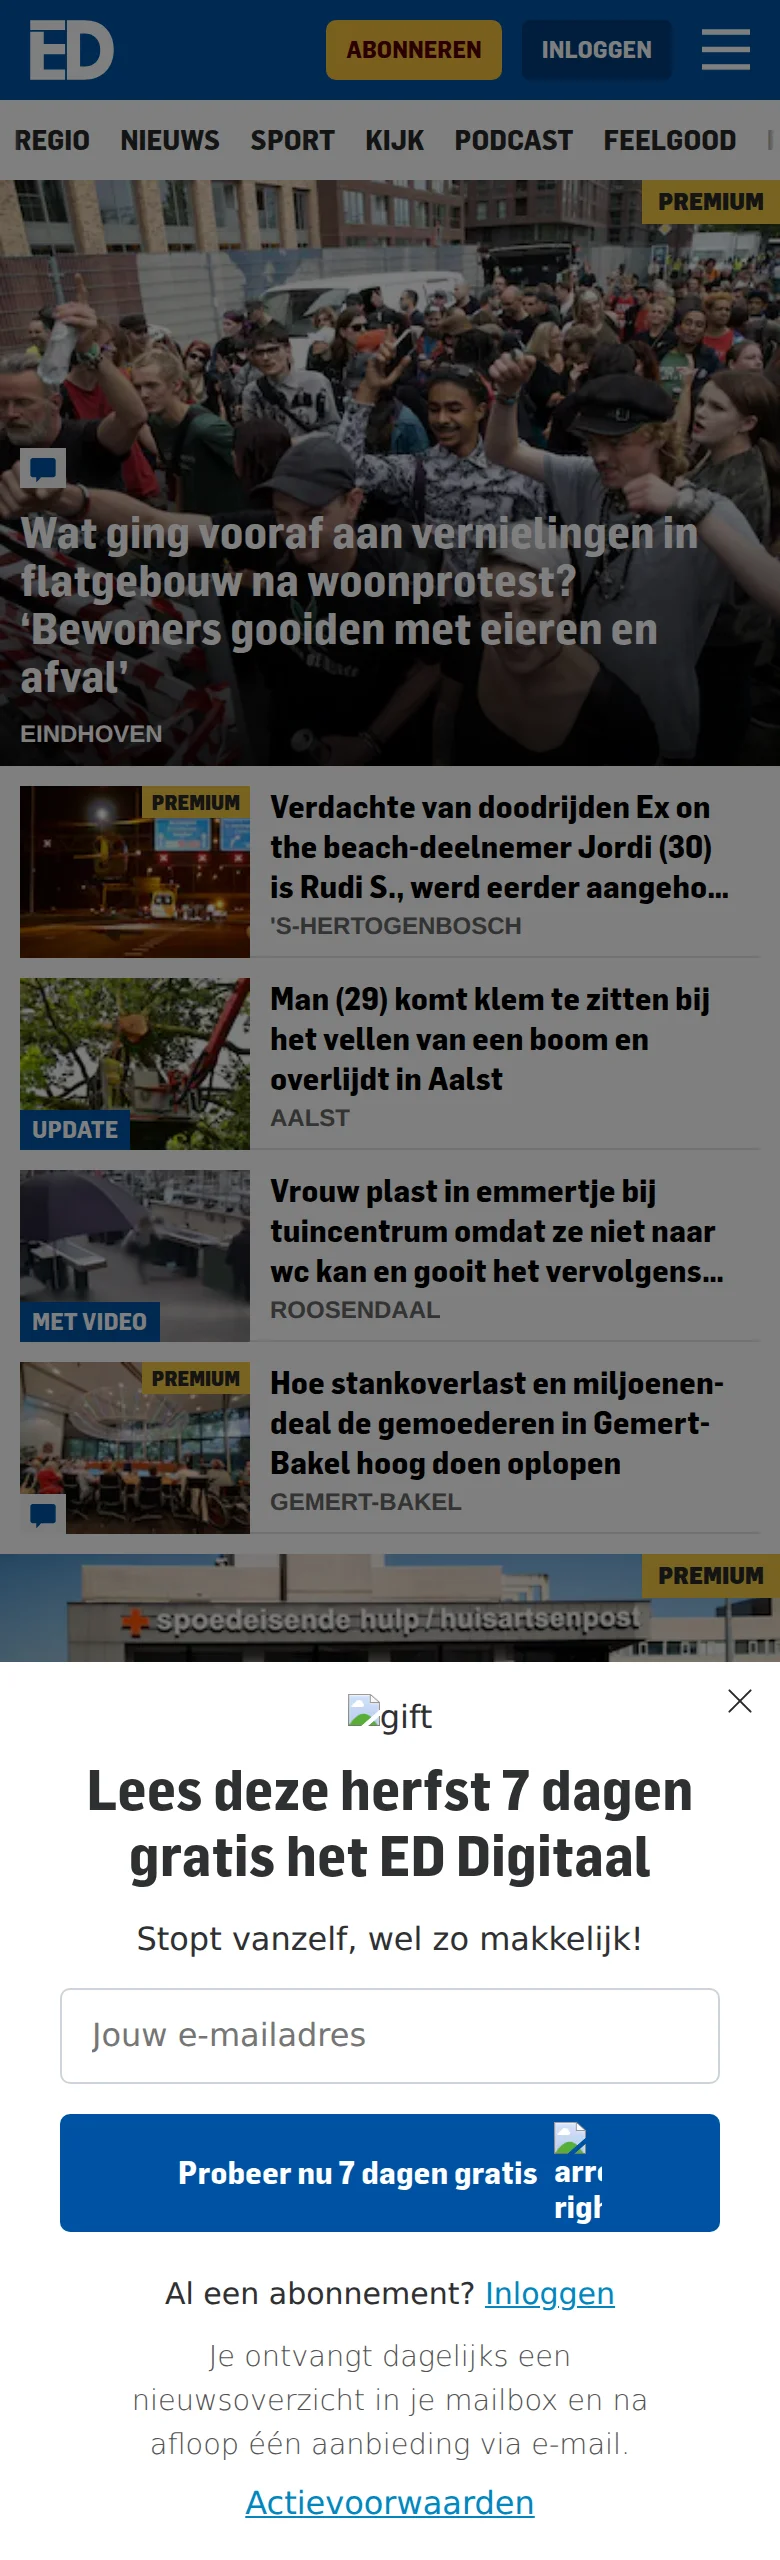 ED
ABONNEREN
INLOGGEN
REGIO NIEUWS SPORT KIJK PODCAST FEELGOOD
PREMIUM
Wat ging vooraf aan vernielingen in
flatgebouw na woonprotest?
‘Bewoners gooiden met eieren en
afval’
EINDHOVEN
PREMIUM
Verdachte van doodrijden Ex on
the beach-deelnemer Jordi (30)
is Rudi S., werd eerder aangeho...
'S-HERTOGENBOSCH
Man (29) komt klem te zitten bij
het vellen van een boom en
overlijdt in Aalst
AALST
UPDATE
Vrouw plast in emmertje bij
tuincentrum omdat ze niet naar
wc kan en gooit het vervolgens...
ROOSENDAAL
MET VIDEO
PREMIUM
Hoe stankoverlast en miljoenen-
deal de gemoederen in Gemert-
Bakel hoog doen oplopen
GEMERT-BAKEL
PREMIUM
spoedeisende hulp / huisartsenpost
gift
Lees deze herfst 7 dagen
gratis het ED Digitaal
Stopt vanzelf, wel zo makkelijk!
Jouw e-mailadres
Probeer nu 7 dagen gratis
Al een abonnement? Inloggen
Je ontvangt dagelijks een
nieuwsoverzicht in je mailbox en na
afloop één aanbieding via e-mail.
Actievoorwaarden